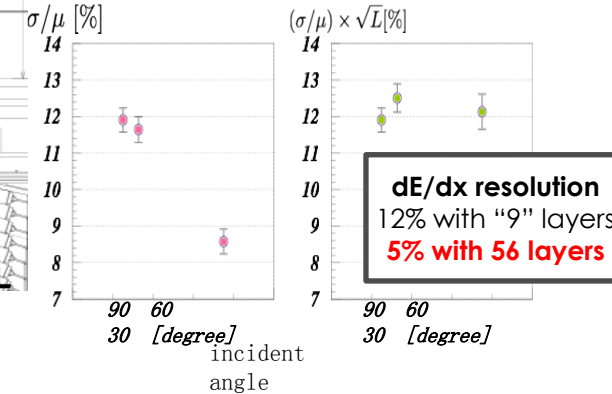 σ/μ [%]
14
13
12
11
10
9
8
7
90 60
30 [degree]
incident
angle
(σ/μ) × √L[%]
14
13
12
11
10
9
8
7
90 60
30 [degree]
dE/dx resolution
12% with “9” layers
5% with 56 layers